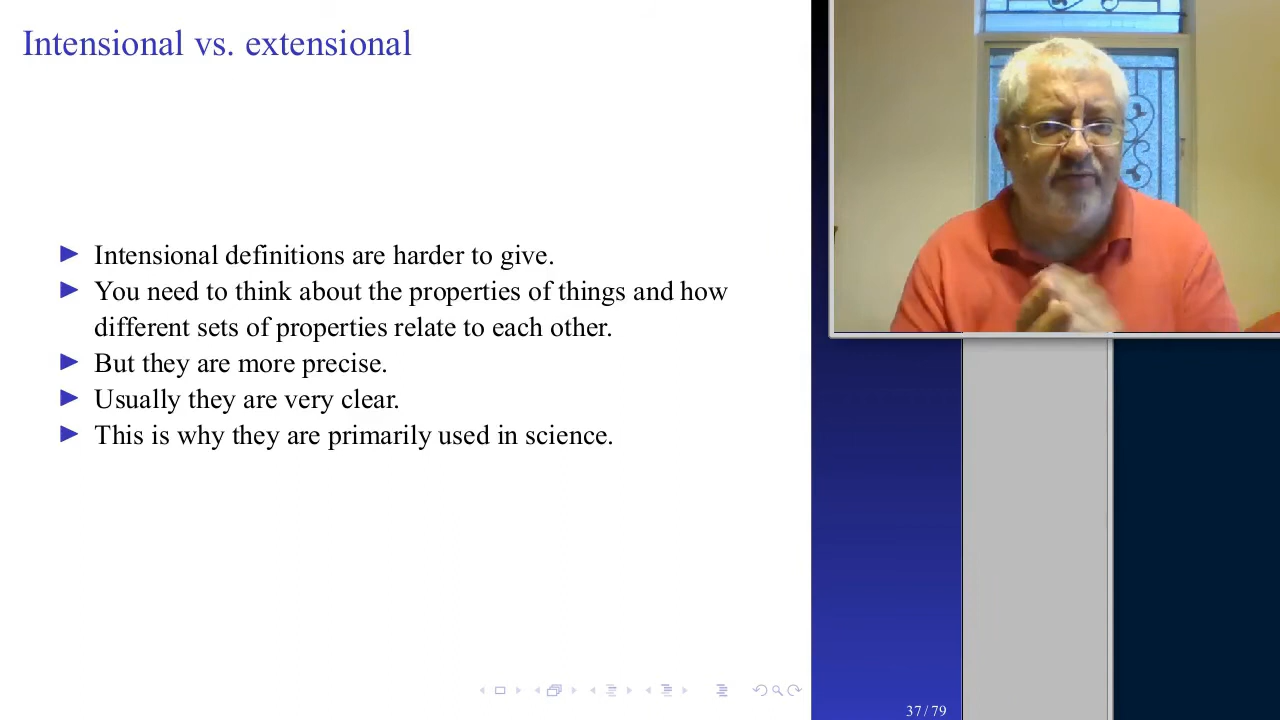 Intensional vs. extensional
Intensional definitions are harder to give.
You need to think about the properties of things and how
different sets of properties relate to each other.
But they are more precise.
Usually they are very clear.
This is why they are primarily used in science.
37 / 79